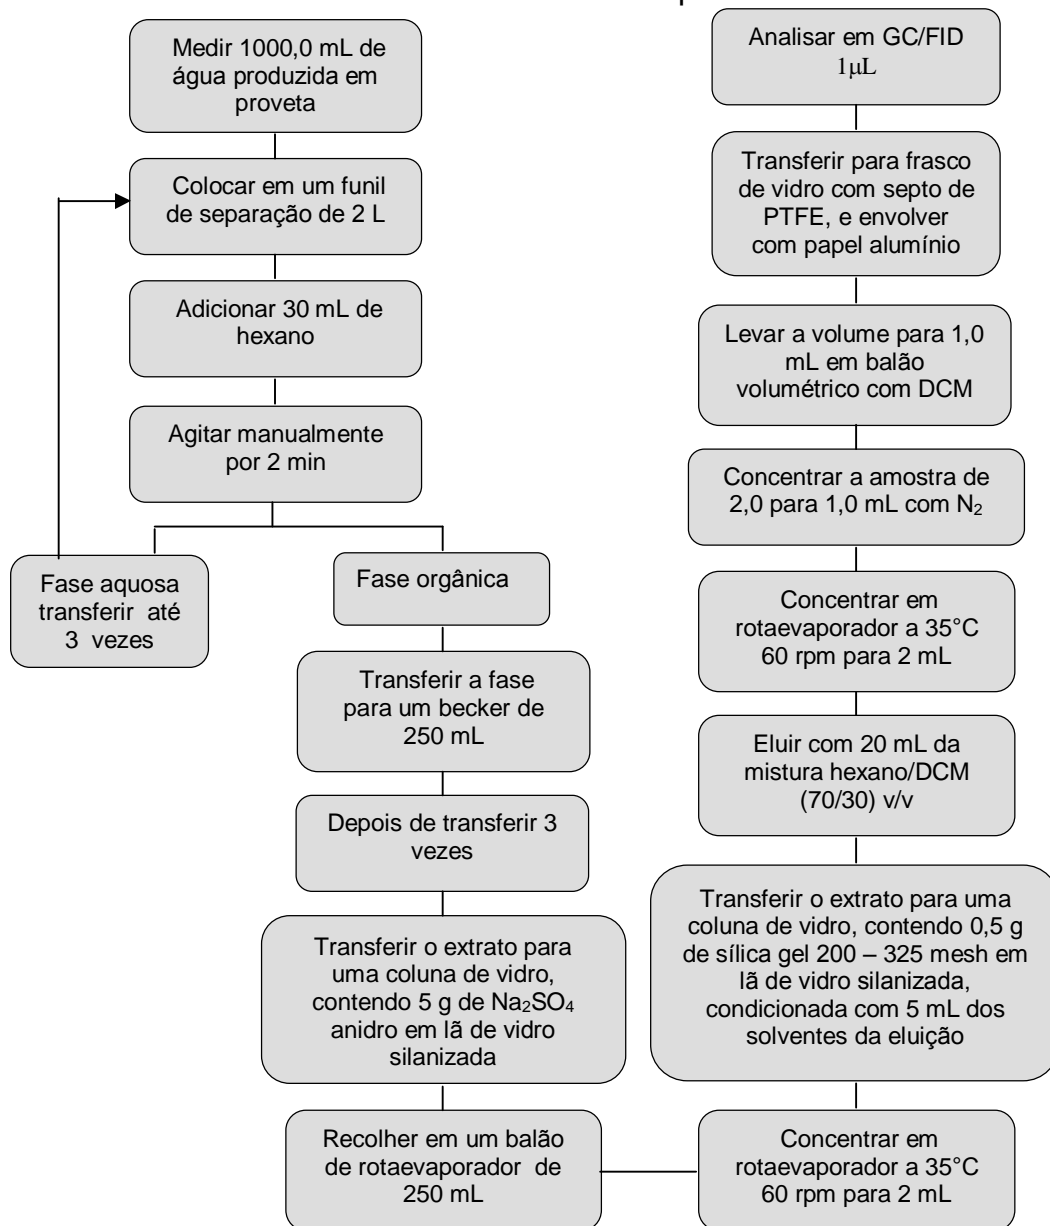 Medir 1000,0 mL de
água produzida em
proveta
Colocar em um funil
de separação de 2 L
Adicionar 30 mL de
hexano
Agitar manualmente
por 2 min
Fase aquosa
transferir até
3 vezes
Fase orgânica
Transferir a fase
para um becker de
250 mL
Depois de transferir 3
vezes
Transferir o extrato para
uma coluna de vidro,
contendo 5 g de Na₂SO₄
anidro em lã de vidro
silanizada
Recolher em um balão
de rotaevaporador de
250 mL
Concentrar em
rotaevaporador a 35°C
60 rpm para 2 mL
Transferir o extrato para uma
coluna de vidro, contendo 0,5 g
de sílica gel 200 – 325 mesh em
lã de vidro silanizada,
condicionada com 5 mL dos
solventes da eluição
Eluir com 20 mL da
mistura hexano/DCM
(70/30) v/v
Concentrar em
rotaevaporador a 35°C
60 rpm para 2 mL
Concentrar a amostra de
2,0 para 1,0 mL com N₂
Levar a volume para 1,0
mL em balão
volumétrico com DCM
Transferir para frasco
de vidro com septo de
PTFE, e envolver
com papel alumínio
Analisar em GC/FID
1μL